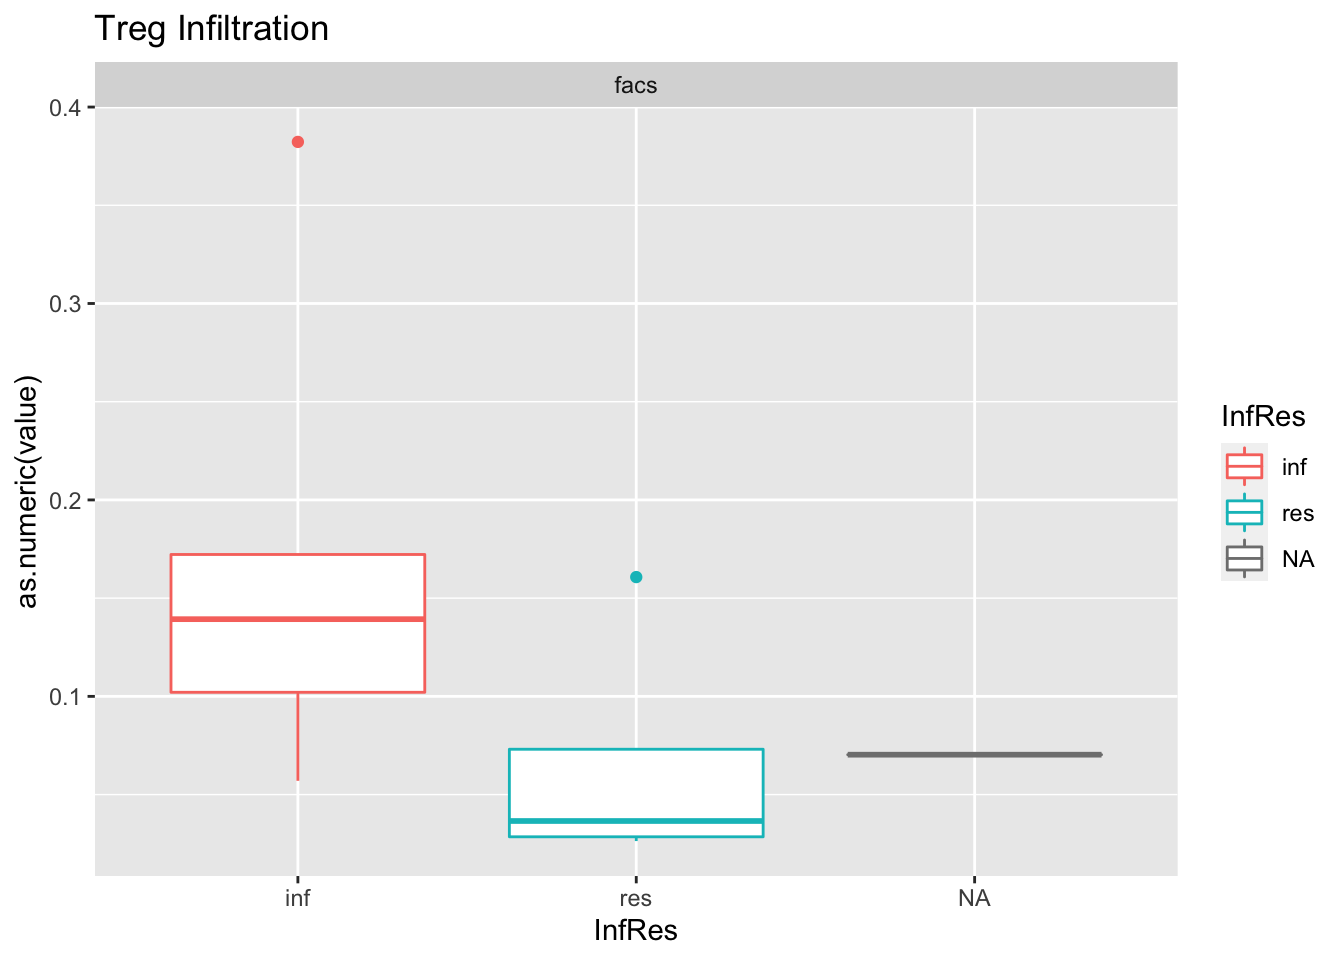 Treg Infiltration
facs
0.4
0.3
0.2
0.1
as.numeric(value)
inf
res
NA
InfRes
InfRes
inf
res
NA